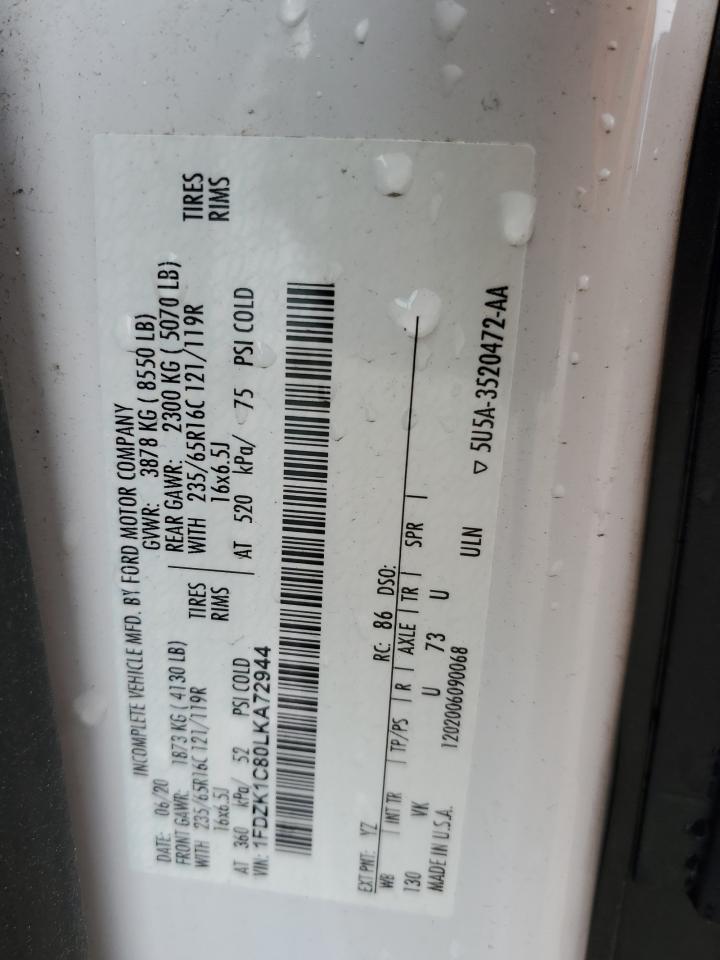 INCOMPLETE VEHICLE MFD. BY FORD MOTOR COMPANY
DATE: 06/20 GVWR: 3878 KG ( 8550 LB)
FRONT GAWR: 1873 KG ( 4130 LB) REAR GAWR: 2300 KG ( 5070 LB)
WITH 235/65R16C 121/119R TIRES WITH 235/65R16C 121/119R TIRES
16x6.5J RIMS 16x6.5J RIMS
AT 360 kPa/ 52 PSI COLD AT 520 kPa/ 75 PSI COLD
VIN: 1FDZK1C80LKA72944
EXT PNT: YZ RC: 86 DSO:
WB INT TR TP/PS R AXLE TR SPR
130 VK U 73 U
MADE IN U.S.A. 1202006090068 ULN
▽ 5U5A-3520472-AA